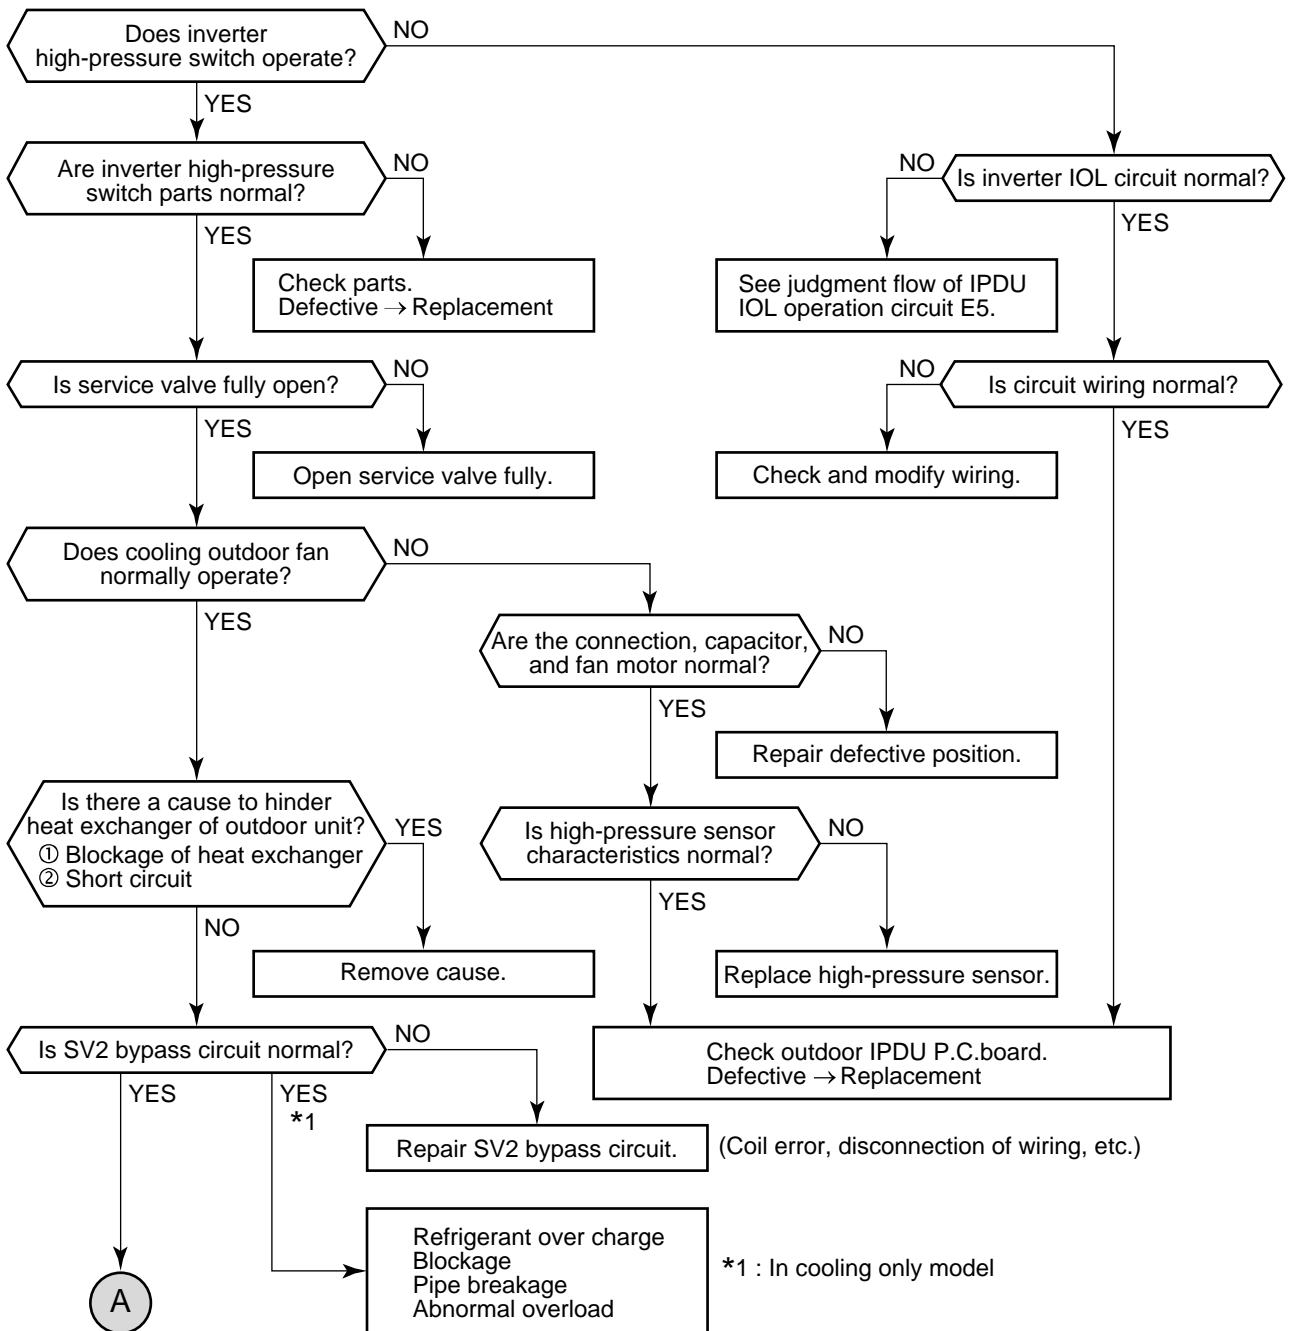 Does inverter
high-pressure switch operate?
NO
YES
Are inverter high-pressure
switch parts normal?
NO
YES
Check parts.
Defective → Replacement
Is inverter IOL circuit normal?
NO
YES
See judgment flow of IPDU
IOL operation circuit E5.
Is service valve fully open?
NO
YES
Open service valve fully.
Is circuit wiring normal?
NO
YES
Check and modify wiring.
Does cooling outdoor fan
normally operate?
NO
YES
Are the connection, capacitor,
and fan motor normal?
NO
YES
Repair defective position.
Is there a cause to hinder
heat exchanger of outdoor unit?
① Blockage of heat exchanger
② Short circuit
YES
NO
Remove cause.
Is high-pressure sensor
characteristics normal?
NO
YES
Replace high-pressure sensor.
Is SV2 bypass circuit normal?
NO
YES
YES
*1
Check outdoor IPDU P.C.board.
Defective → Replacement
Repair SV2 bypass circuit.
(Coil error, disconnection of wiring, etc.)
Refrigerant over charge
Blockage
Pipe breakage
Abnormal overload
*1 : In cooling only model
A